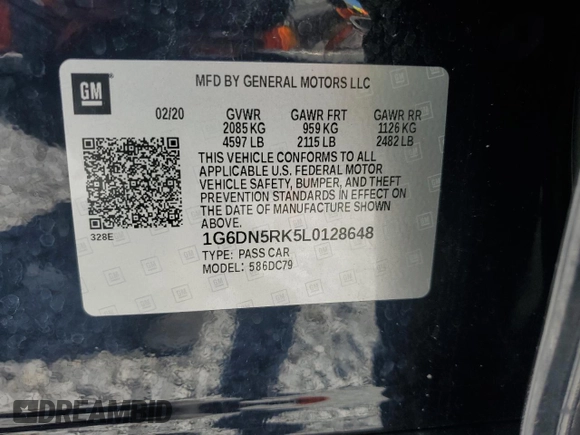 GM
MFD BY GENERAL MOTORS LLC
02/20 GVWR GAWR FRT GAWR RR
2085 KG 959 KG 1126 KG
4597 LB 2115 LB 2482 LB
THIS VEHICLE CONFORMS TO ALL
APPLICABLE U.S. FEDERAL MOTOR
VEHICLE SAFETY, BUMPER, AND THEFT
PREVENTION STANDARDS IN EFFECT ON
THE DATE OF MANUFACTURE SHOWN
ABOVE.
328E
1G6DN5RK5L0128648
TYPE: PASS CAR
MODEL: 586DC79
DREAMBID